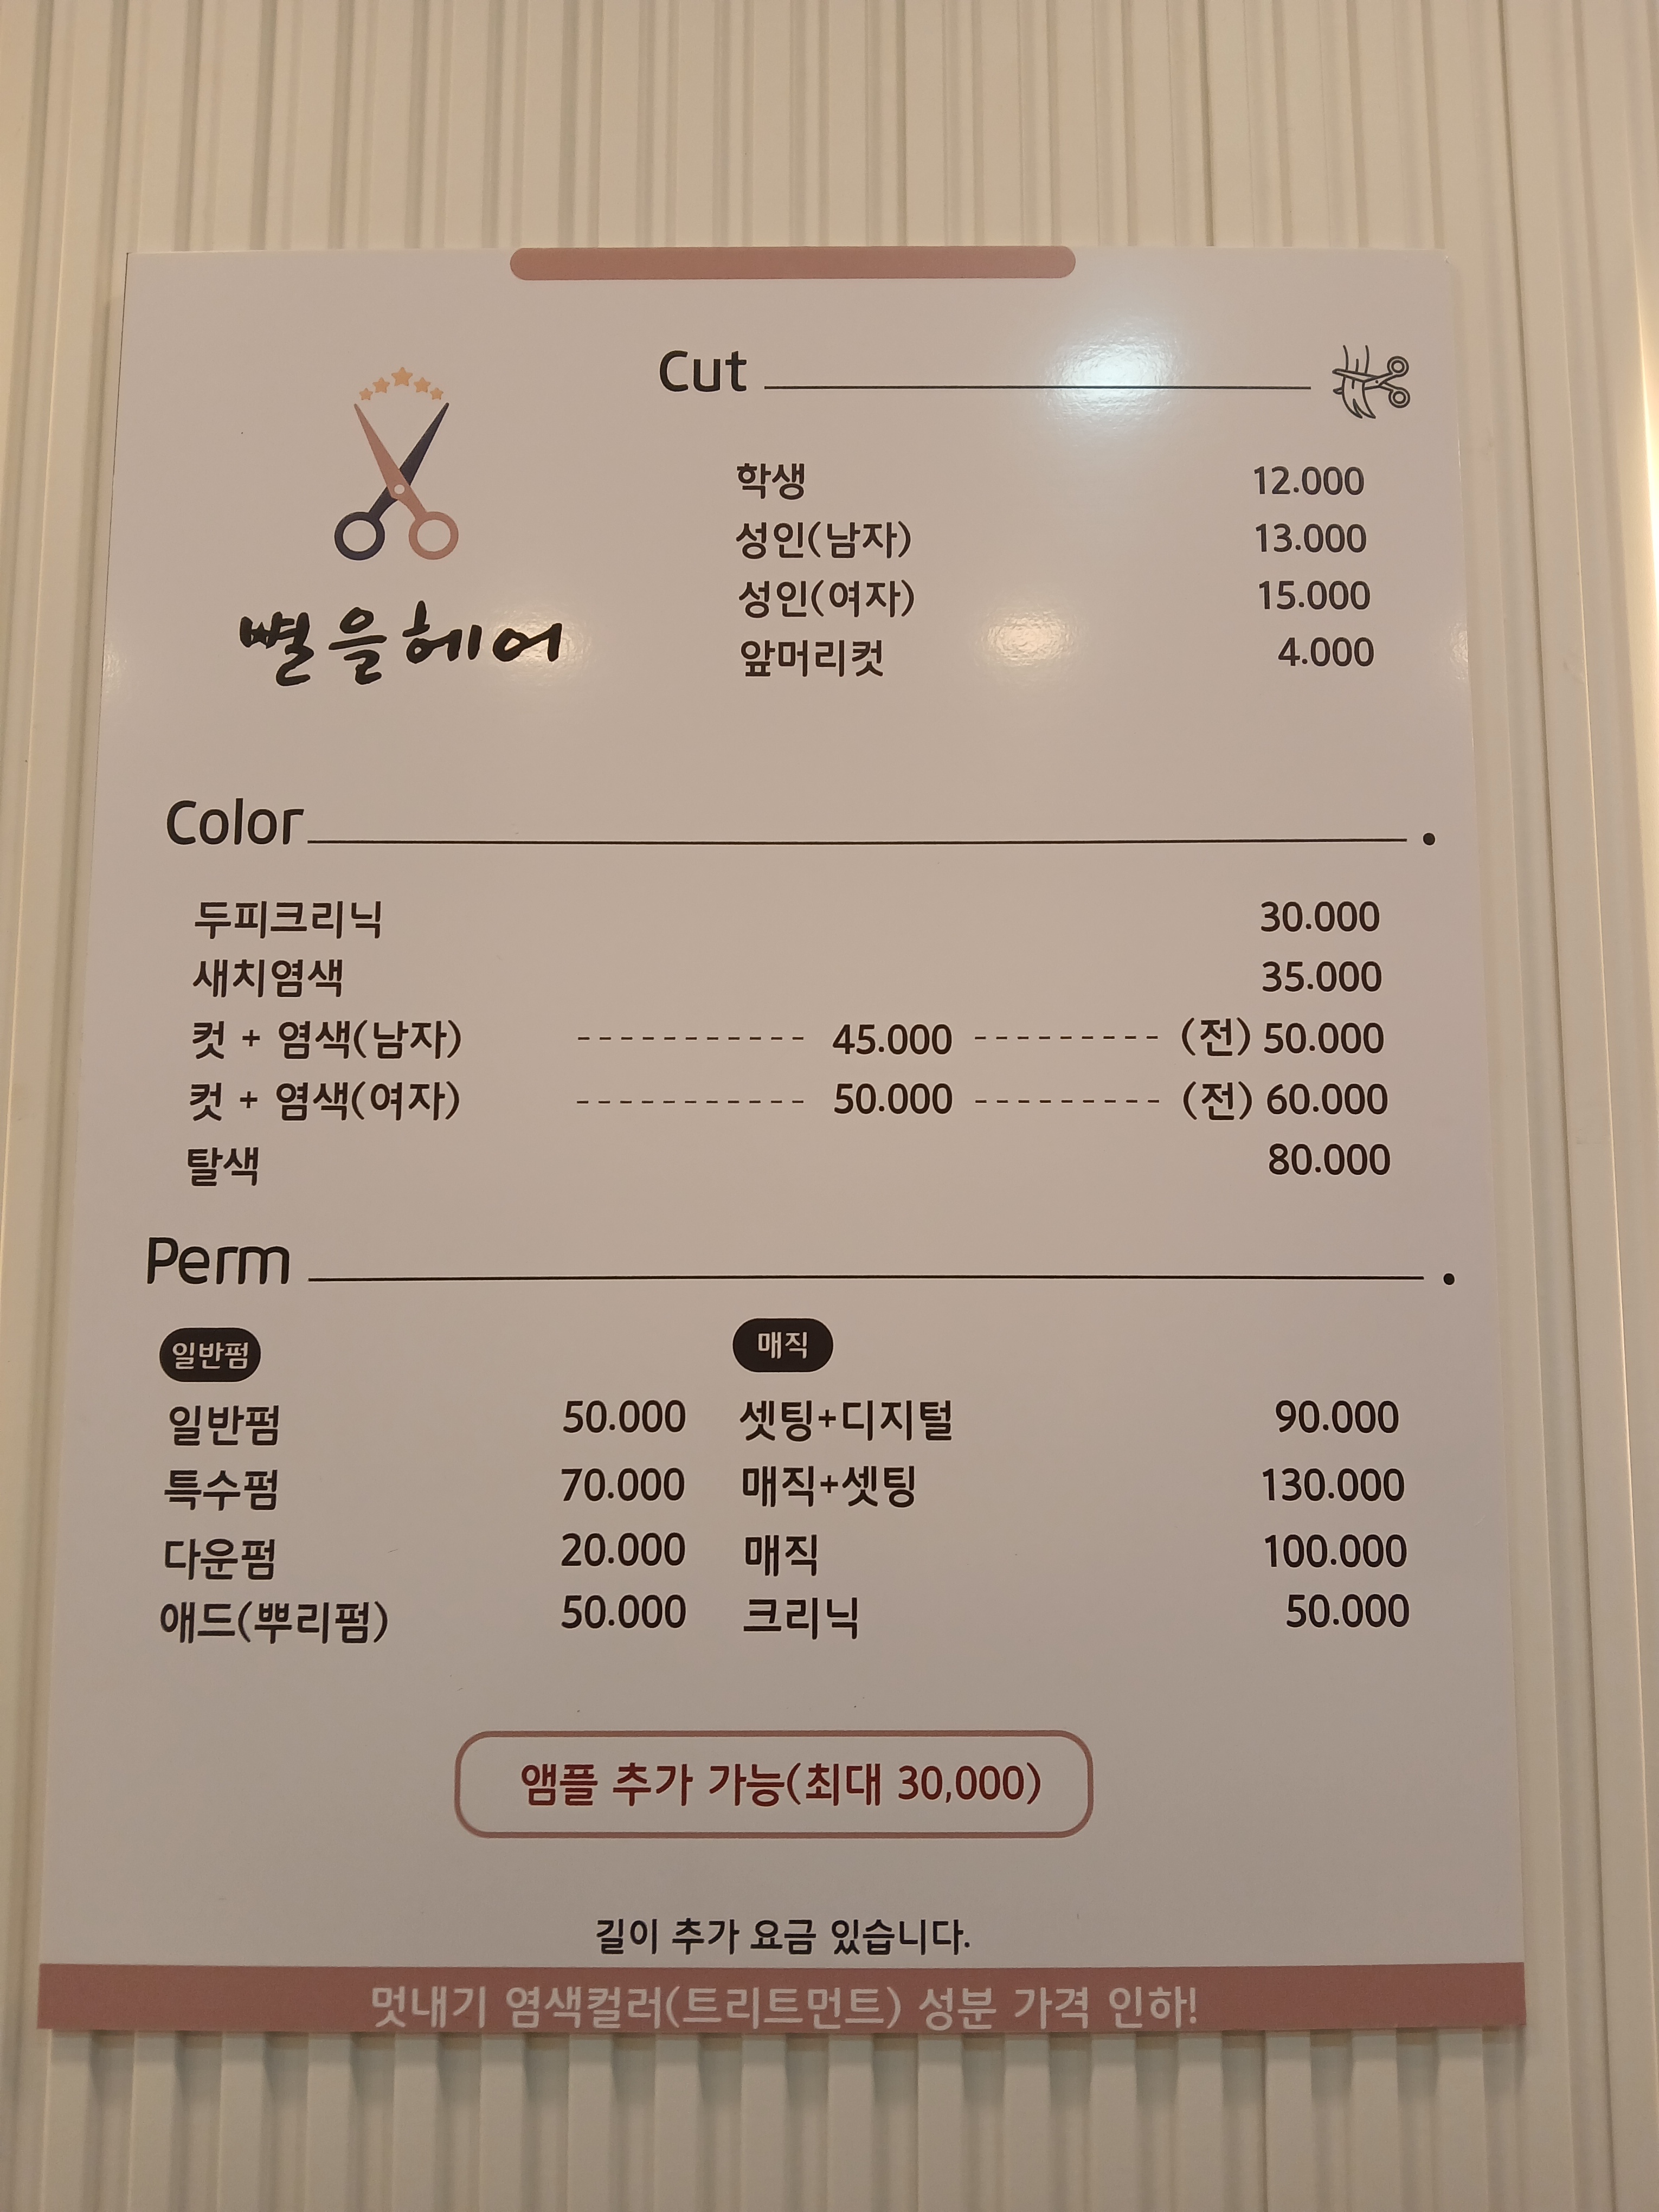 Cut
학생 12.000
성인(남자) 13.000
성인(여자) 15.000
앞머리컷 4.000
뼐을헤어
Color
두피크리닉 30.000
새치염색 35.000
컷 + 염색(남자) ----------- 45.000 --------- (전) 50.000
컷 + 염색(여자) ----------- 50.000 --------- (전) 60.000
탈색 80.000
Perm
일반펌
일반펌 50.000
특수펌 70.000
다운펌 20.000
애드(뿌리펌) 50.000
매직
셋팅+디지털 90.000
매직+셋팅 130.000
매직 100.000
크리닉 50.000
앰플 추가 가능(최대 30,000)
길이 추가 요금 있습니다.
멋내기 염색컬러(트리트먼트) 성분 가격 인하!